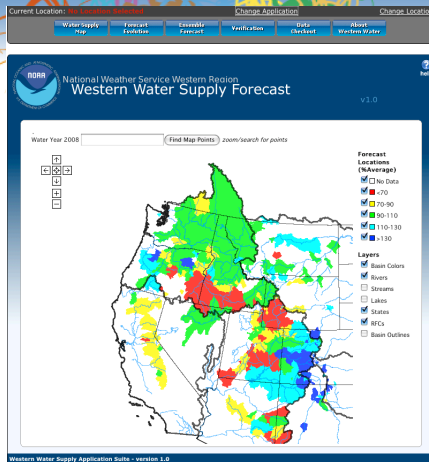 Current Location: No Location Selected Change Application Change Locatio
Water Supply Map
Forecast Evolution
Ensemble Forecast
Verification
Data Checkout
About Western Water
NOAA
National Weather Service Western Region
Western Water Supply Forecast
v1.0
hel
Water Year 2008 Find Map Points zoom/search for points
Forecast
Locations
(%Average)
No Data
<70
70-90
90-110
110-130
>130
Layers
Basin Colors
Rivers
Streams
Lakes
States
RFCs
Basin Outlines
Western Water Supply Application Suite - version 1.0